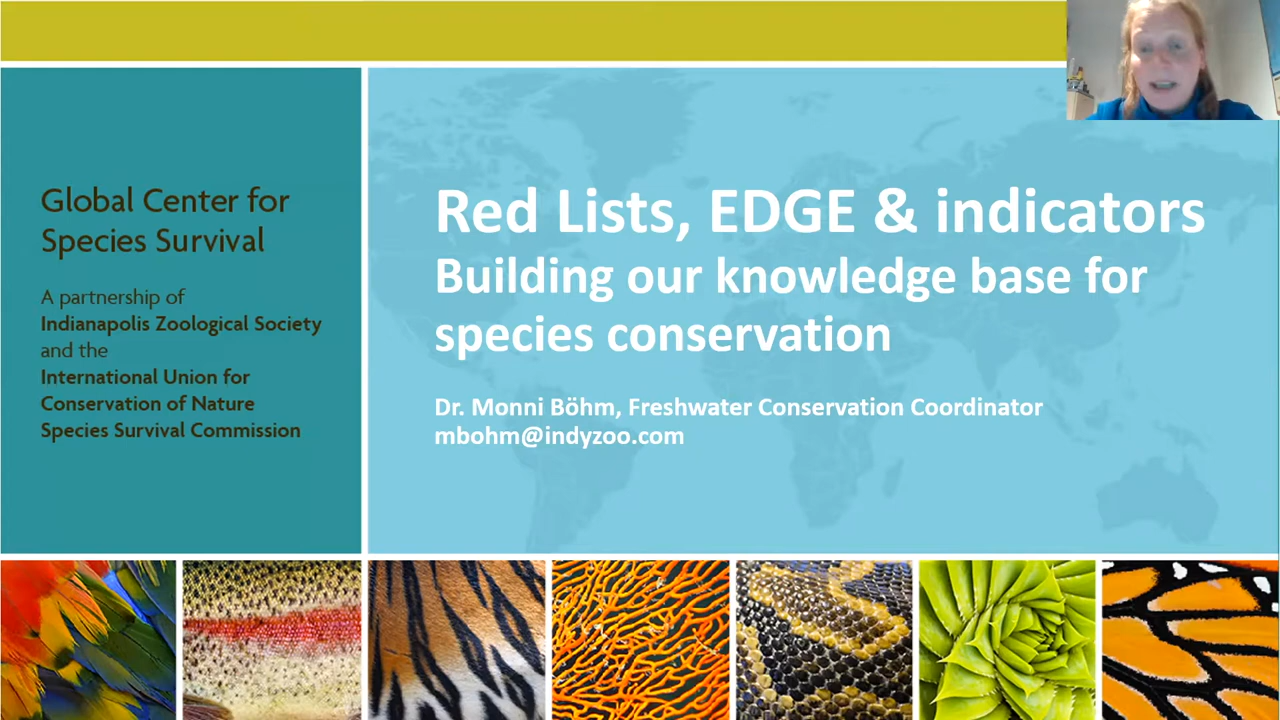 Global Center for
Species Survival
A partnership of
Indianapolis Zoological Society
and the
International Union for
Conservation of Nature
Species Survival Commission
Red Lists, EDGE & indicators
Building our knowledge base for
species conservation
Dr. Monni Böhm, Freshwater Conservation Coordinator
mbohm@indyzoo.com